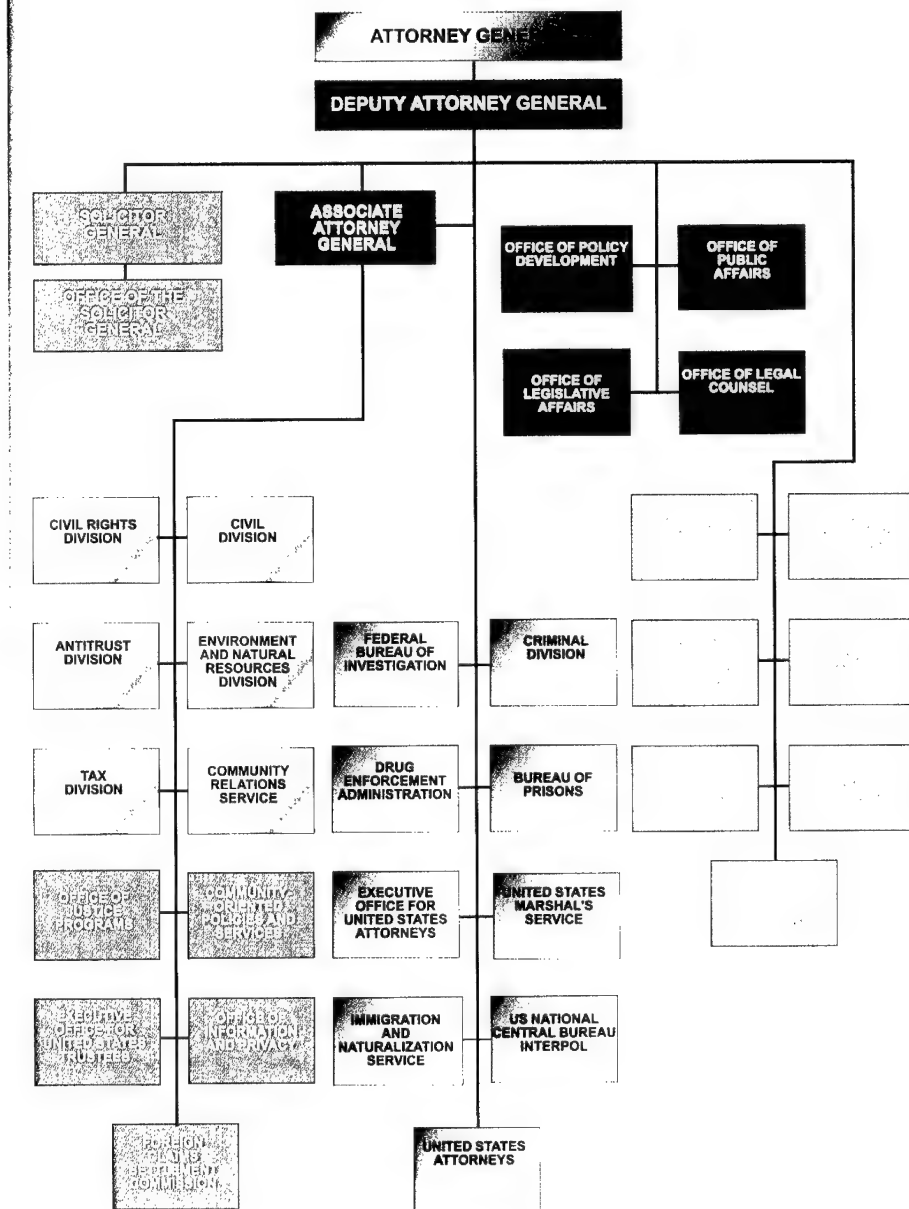 ATTORNEY GENERAL
DEPUTY ATTORNEY GENERAL
SOLICITOR
GENERAL
OFFICE OF THE
SOLICITOR
GENERAL
ASSOCIATE
ATTORNEY
GENERAL
OFFICE OF POLICY
DEVELOPMENT
OFFICE OF
PUBLIC
AFFAIRS
OFFICE OF
LEGISLATIVE
AFFAIRS
OFFICE OF LEGAL
COUNSEL
CIVIL RIGHTS
DIVISION
CIVIL
DIVISION
ANTITRUST
DIVISION
ENVIRONMENT
AND NATURAL
RESOURCES
DIVISION
TAX
DIVISION
COMMUNITY
RELATIONS
SERVICE
OFFICE OF
JUSTICE
PROGRAMS
COMMUNITY-
ORIENTED
POLICIES AND
SERVICES
EXECUTIVE
OFFICE FOR
UNITED STATES
TRUSTEES
OFFICE OF
INFORMATION
AND PRIVACY
FOREIGN
CLAIMS
SETTLEMENT
COMMISSION
FEDERAL
BUREAU OF
INVESTIGATION
CRIMINAL
DIVISION
DRUG
ENFORCEMENT
ADMINISTRATION
BUREAU OF
PRISONS
EXECUTIVE
OFFICE FOR
UNITED STATES
ATTORNEYS
UNITED STATES
MARSHAL'S
SERVICE
IMMIGRATION
AND
NATURALIZATION
SERVICE
US NATIONAL
CENTRAL BUREAU
INTERPOL
UNITED STATES
ATTORNEYS